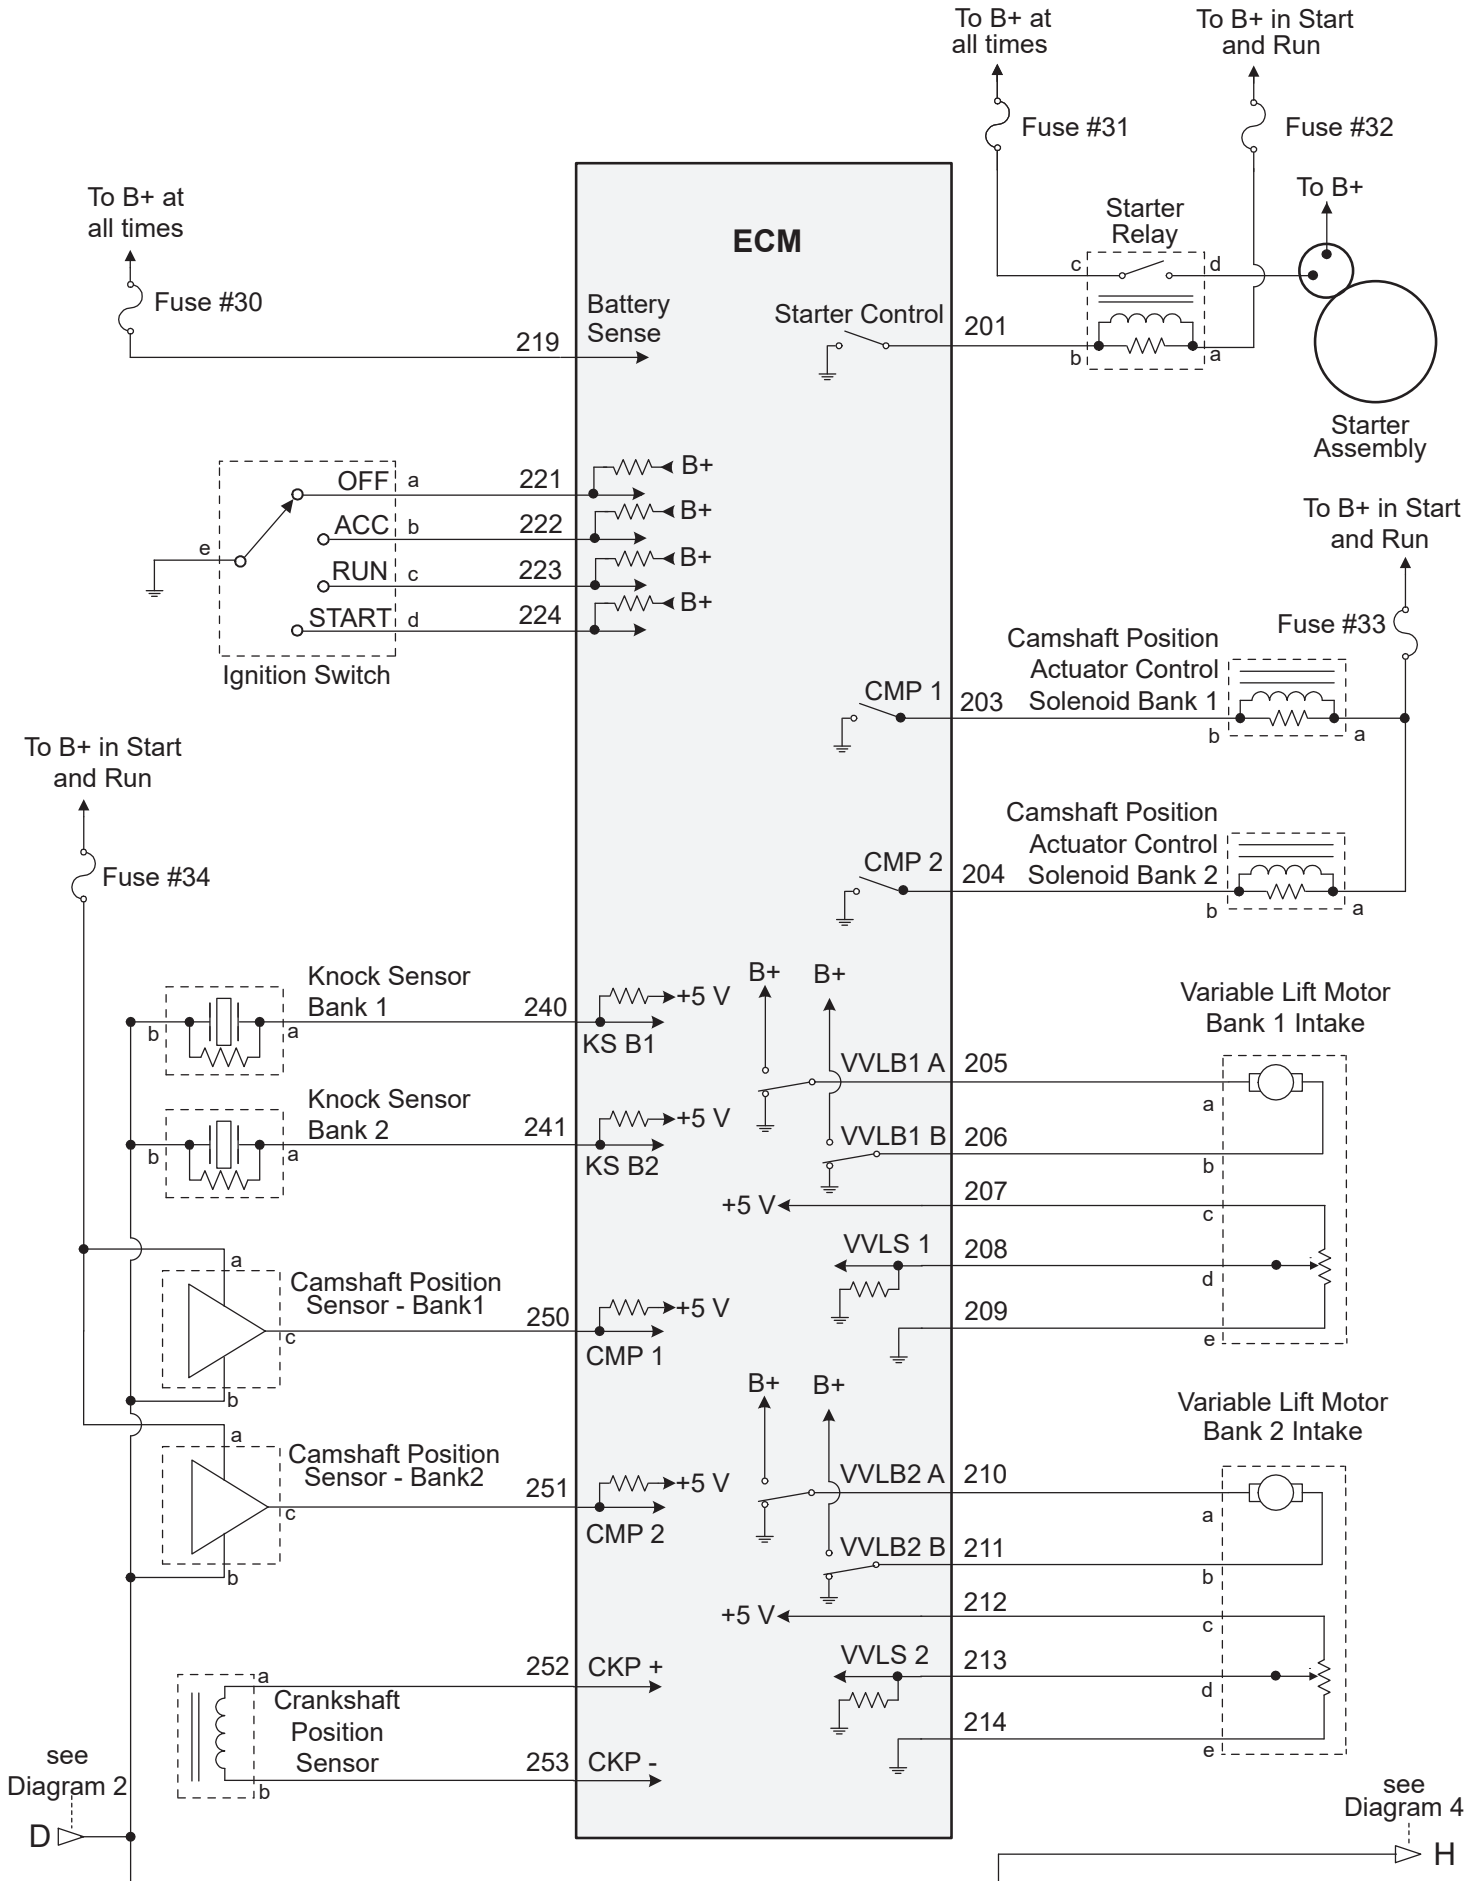 To B+ at
all times
Fuse #31
To B+ in Start
and Run
Fuse #32
To B+
Starter
Relay
c
d
b
a
Starter
Assembly
To B+ at
all times
Fuse #30
219
Battery
Sense
ECM
Starter Control
201
OFF
a
221
B+
ACC
b
222
B+
e
RUN
c
223
B+
START
d
224
B+
Ignition Switch
To B+ in Start
and Run
Fuse #33
Camshaft Position
Actuator Control
Solenoid Bank 1
CMP 1
203
b
a
Camshaft Position
Actuator Control
Solenoid Bank 2
CMP 2
204
b
a
To B+ in Start
and Run
Fuse #34
Knock Sensor
Bank 1
b
a
240
+5 V
KS B1
Knock Sensor
Bank 2
b
a
241
+5 V
KS B2
B+
B+
Variable Lift Motor
Bank 1 Intake
VVLB1 A
205
a
VVLB1 B
206
b
+5 V
207
c
VVLS 1
208
d
209
e
a
Camshaft Position
Sensor - Bank1
c
b
250
+5 V
CMP 1
a
Camshaft Position
Sensor - Bank2
c
b
251
+5 V
CMP 2
B+
B+
Variable Lift Motor
Bank 2 Intake
VVLB2 A
210
a
VVLB2 B
211
b
+5 V
212
c
VVLS 2
213
d
214
e
a
Crankshaft
Position
Sensor
b
252
CKP +
253
CKP -
see
Diagram 2
D
see
Diagram 4
H